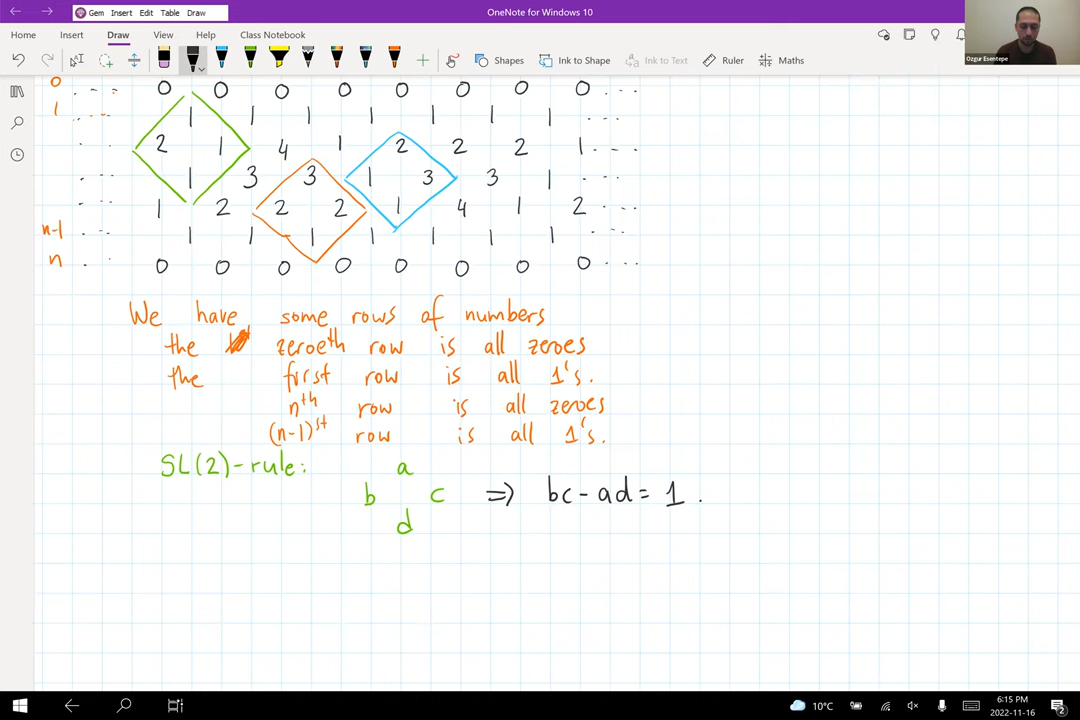 Gem Insert Edit Table Draw
OneNote for Windows 10
Ozgur Esentepe
Home Insert Draw View Help Class Notebook
Shapes Ink to Shape Ink to Text Ruler Maths
0 . - - - 0 0 0 0 0 0 0 0 ...
1 .... 1 1 1 1 1 1 1 ...
... 2 1 4 1 2 2 2 1 ...
... 1 3 3 1 3 3 1 ...
... 1 2 2 2 1 4 1 2 ...
n-1 ... 1 1 1 1 1 1 1 ...
n ... 0 0 0 0 0 0 0 0 ...
We have some rows of numbers
the zeroeth row is all zeroes
the first row is all 1's.
nth row is all zeroes
(n-1)st row is all 1's.
SL(2)-rule: a
b c => bc - ad = 1 .
d
10°C
6:15 PM
2022-11-16
2